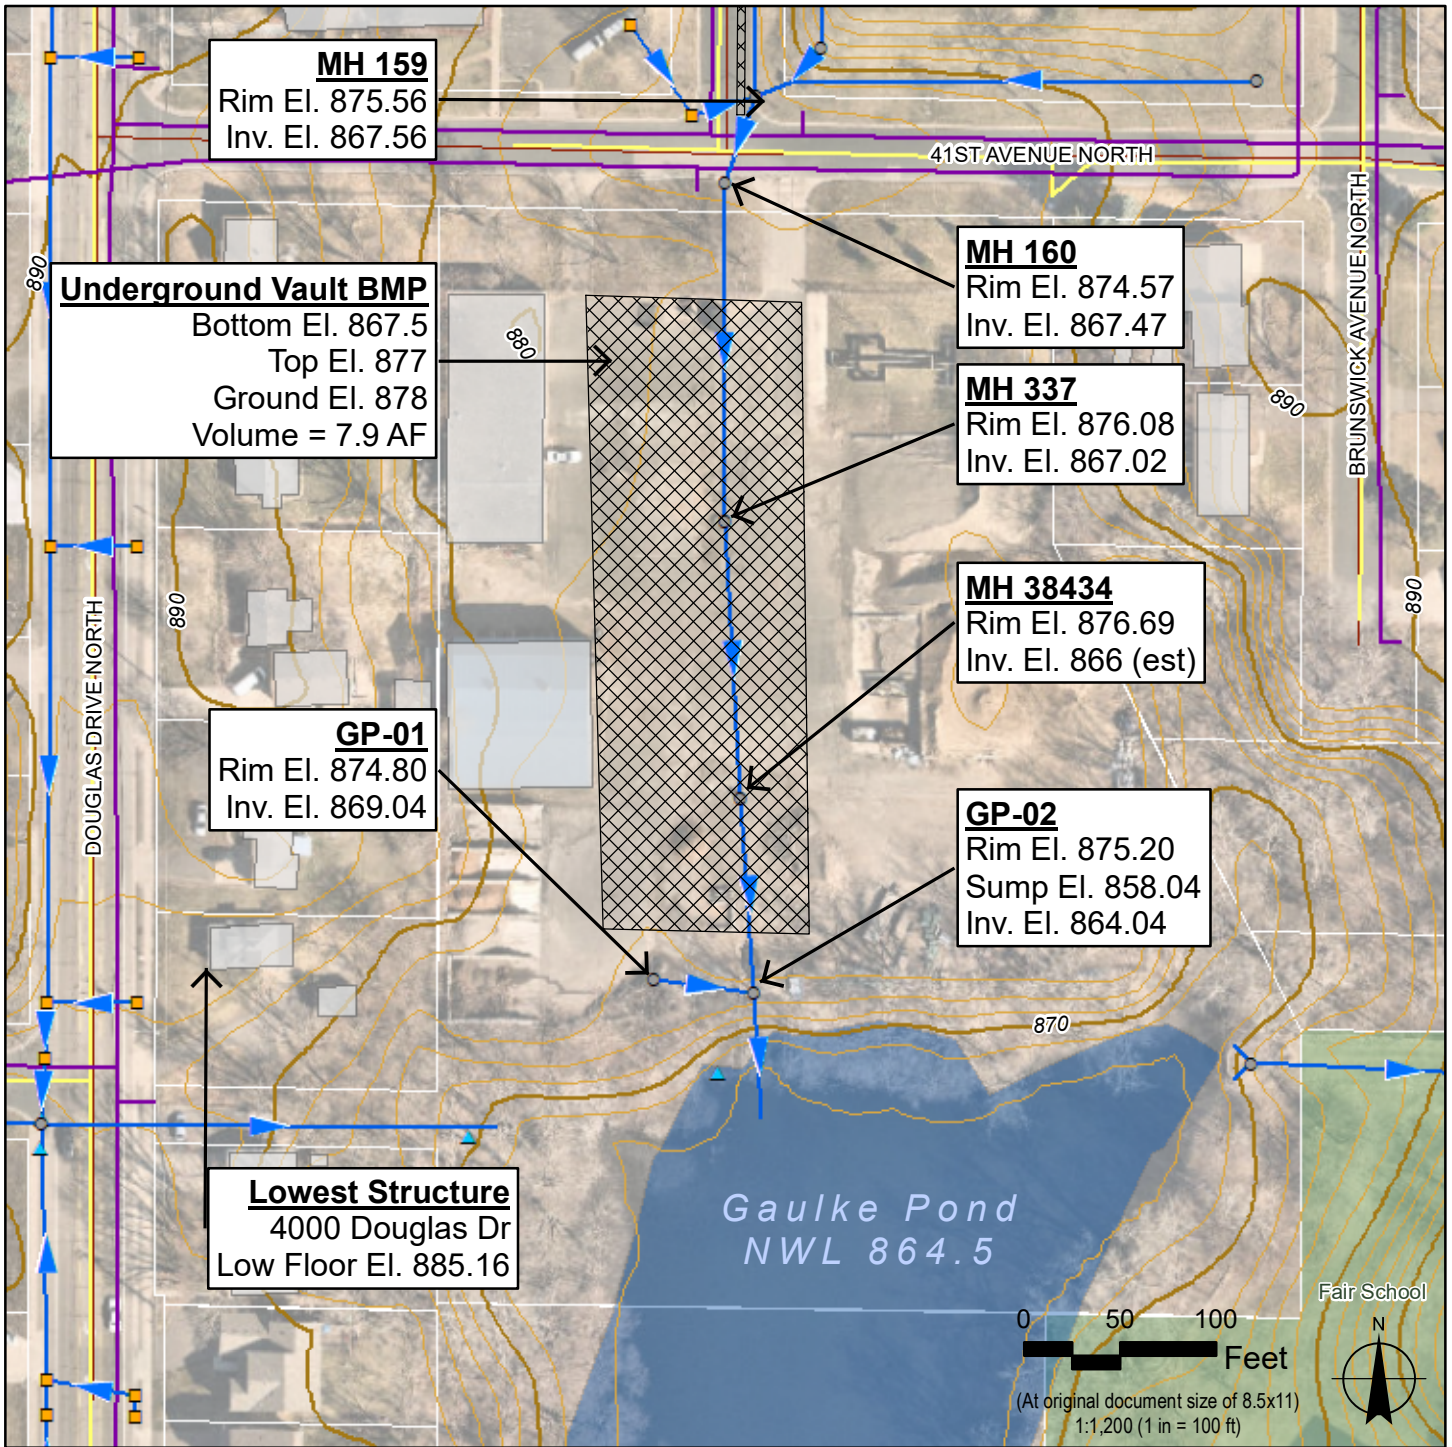 MH 159
Rim El. 875.56
Inv. El. 867.56
41ST AVENUE NORTH
BRUNSWICK AVENUE NORTH
MH 160
Rim El. 874.57
Inv. El. 867.47
890
Underground Vault BMP
Bottom El. 867.5
Top El. 877
Ground El. 878
Volume = 7.9 AF
880
MH 337
Rim El. 876.08
Inv. El. 867.02
890
MH 38434
Rim El. 876.69
Inv. El. 866 (est)
890
890
DOUGLAS DRIVE NORTH
GP-01
Rim El. 874.80
Inv. El. 869.04
GP-02
Rim El. 875.20
Sump El. 858.04
Inv. El. 864.04
870
Lowest Structure
4000 Douglas Dr
Low Floor El. 885.16
Gaulke Pond
NWL 864.5
Fair School
0 50 100
Feet
N
(At original document size of 8.5x11)
1:1,200 (1 in = 100 ft)